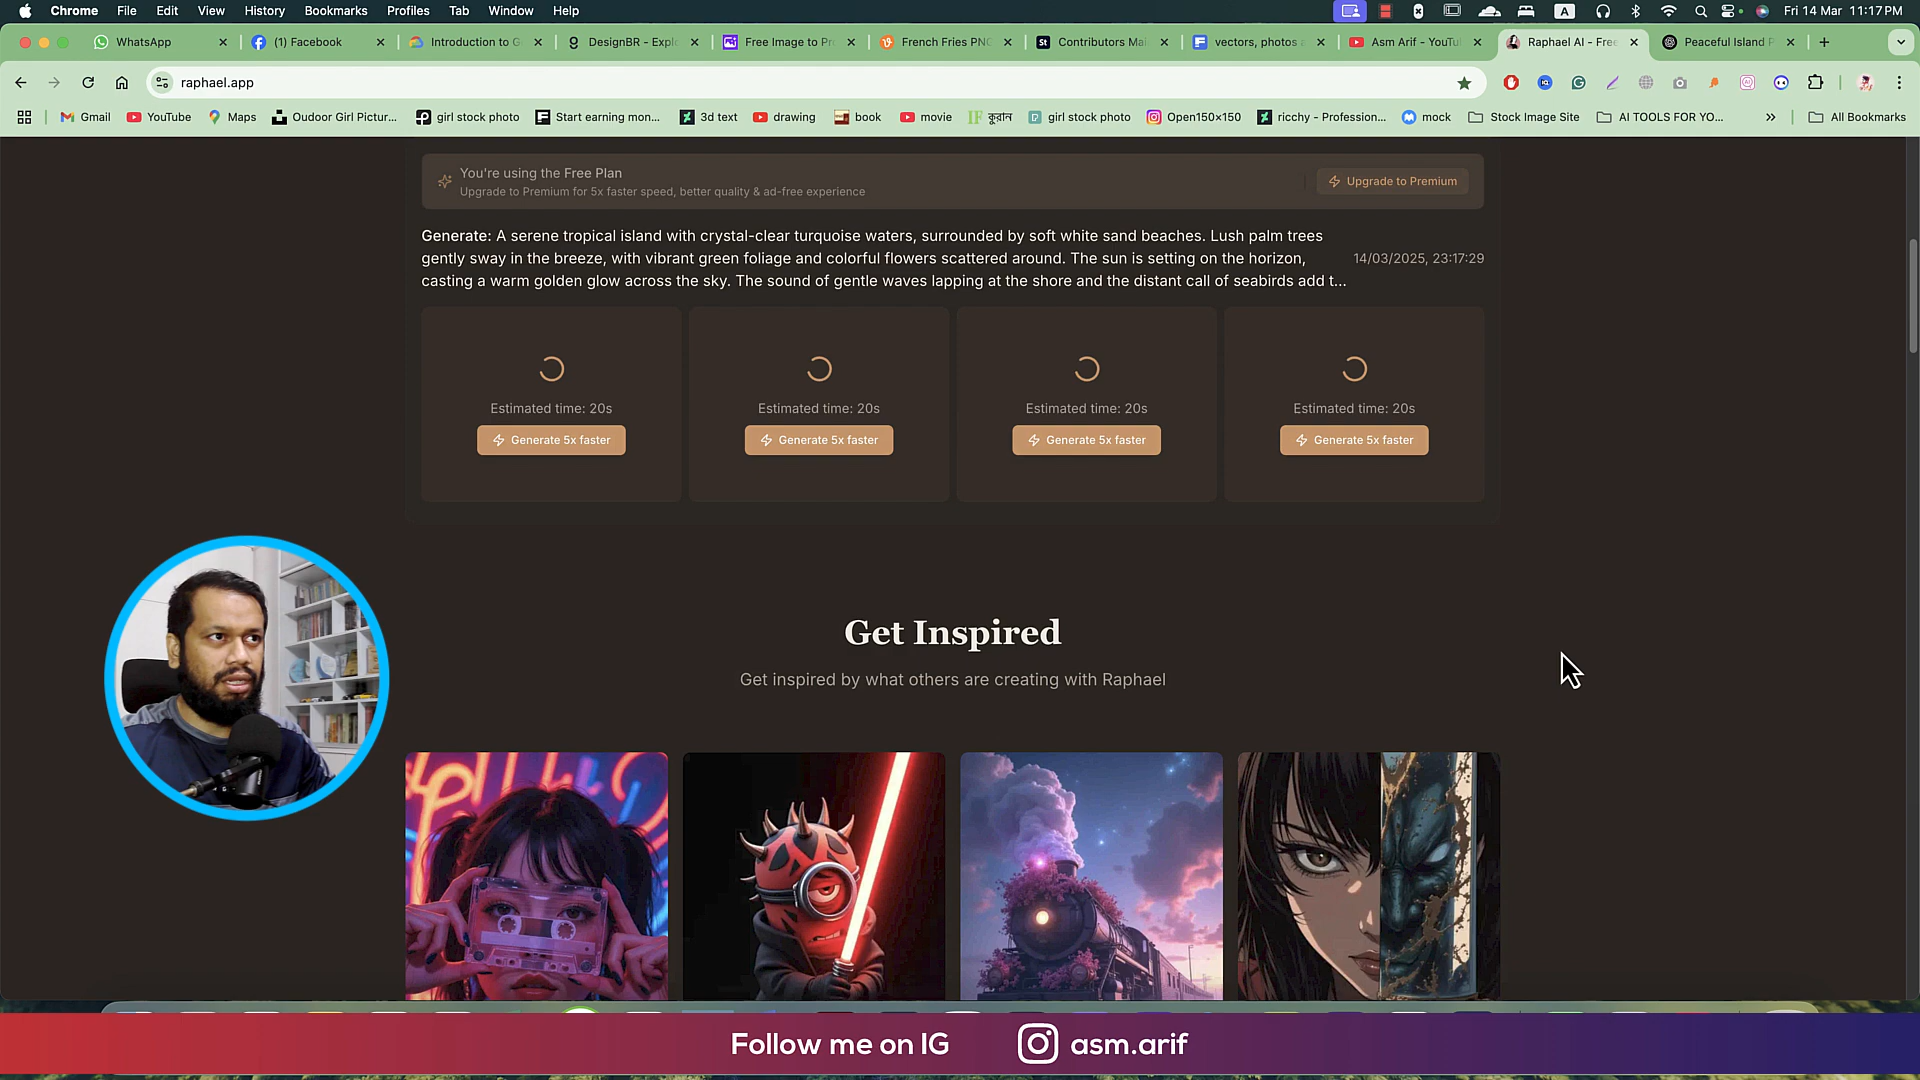 Chrome File Edit View History Bookmarks Profiles Tab Window Help A Fri 14 Mar 11:17 PM
WhatsApp (1) Facebook Introduction to G DesignBR - Explo Free Image to Pr French Fries PNG Contributors Ma vectors, photos a Asm Arif - YouTu Raphael AI - Free Peaceful Island P
raphael.app
Gmail YouTube Maps Oudoor Girl Pictur... girl stock photo Start earning mon... 3d text drawing book movie কুরান girl stock photo Open150×150 ricchy - Profession... mock Stock Image Site AI TOOLS FOR YO... » All Bookmarks
You're using the Free Plan
Upgrade to Premium for 5x faster speed, better quality & ad-free experience
Upgrade to Premium
Generate: A serene tropical island with crystal-clear turquoise waters, surrounded by soft white sand beaches. Lush palm trees
gently sway in the breeze, with vibrant green foliage and colorful flowers scattered around. The sun is setting on the horizon,
casting a warm golden glow across the sky. The sound of gentle waves lapping at the shore and the distant call of seabirds add t...
14/03/2025, 23:17:29
Estimated time: 20s Estimated time: 20s Estimated time: 20s Estimated time: 20s
Generate 5x faster Generate 5x faster Generate 5x faster Generate 5x faster
Get Inspired
Get inspired by what others are creating with Raphael
Follow me on IG asm.arif